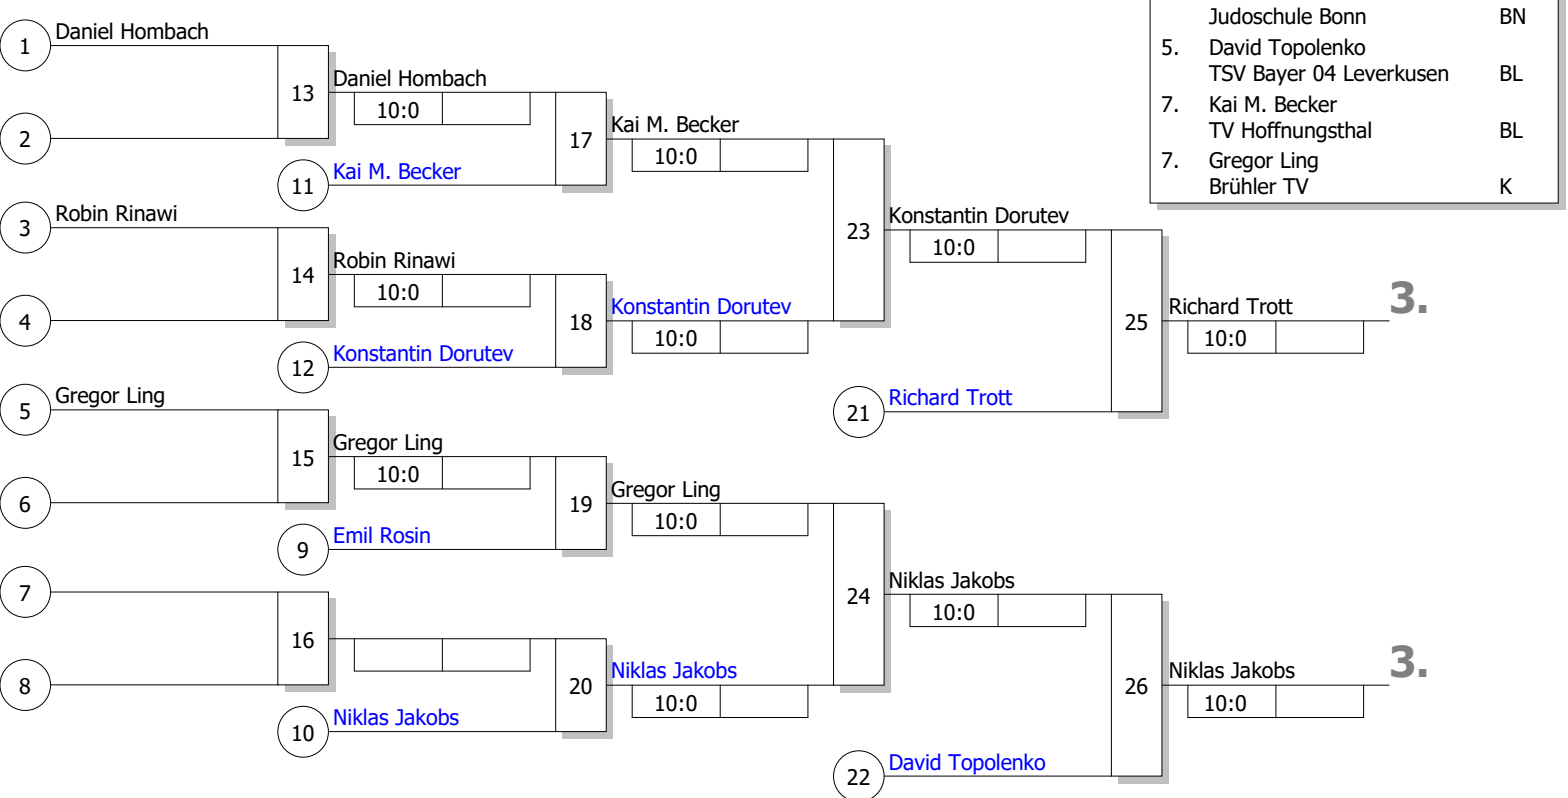 Judoschule Bonn BN
5. David Topolenko
TSV Bayer 04 Leverkusen BL
7. Kai M. Becker
TV Hoffnungsthal BL
7. Gregor Ling
Brühler TV K
1 Daniel Hombach
13 Daniel Hombach
10:0
2
17 Kai M. Becker
10:0
11 Kai M. Becker
3 Robin Rinawi
23 Konstantin Dorutev
10:0
14 Robin Rinawi
10:0
4
18 Konstantin Dorutev
10:0
25 Richard Trott 3.
10:0
12 Konstantin Dorutev
5 Gregor Ling
21 Richard Trott
15 Gregor Ling
10:0
6
19 Gregor Ling
10:0
9 Emil Rosin
7
24 Niklas Jakobs
10:0
16
8
20 Niklas Jakobs
10:0
26 Niklas Jakobs 3.
10:0
10 Niklas Jakobs
22 David Topolenko